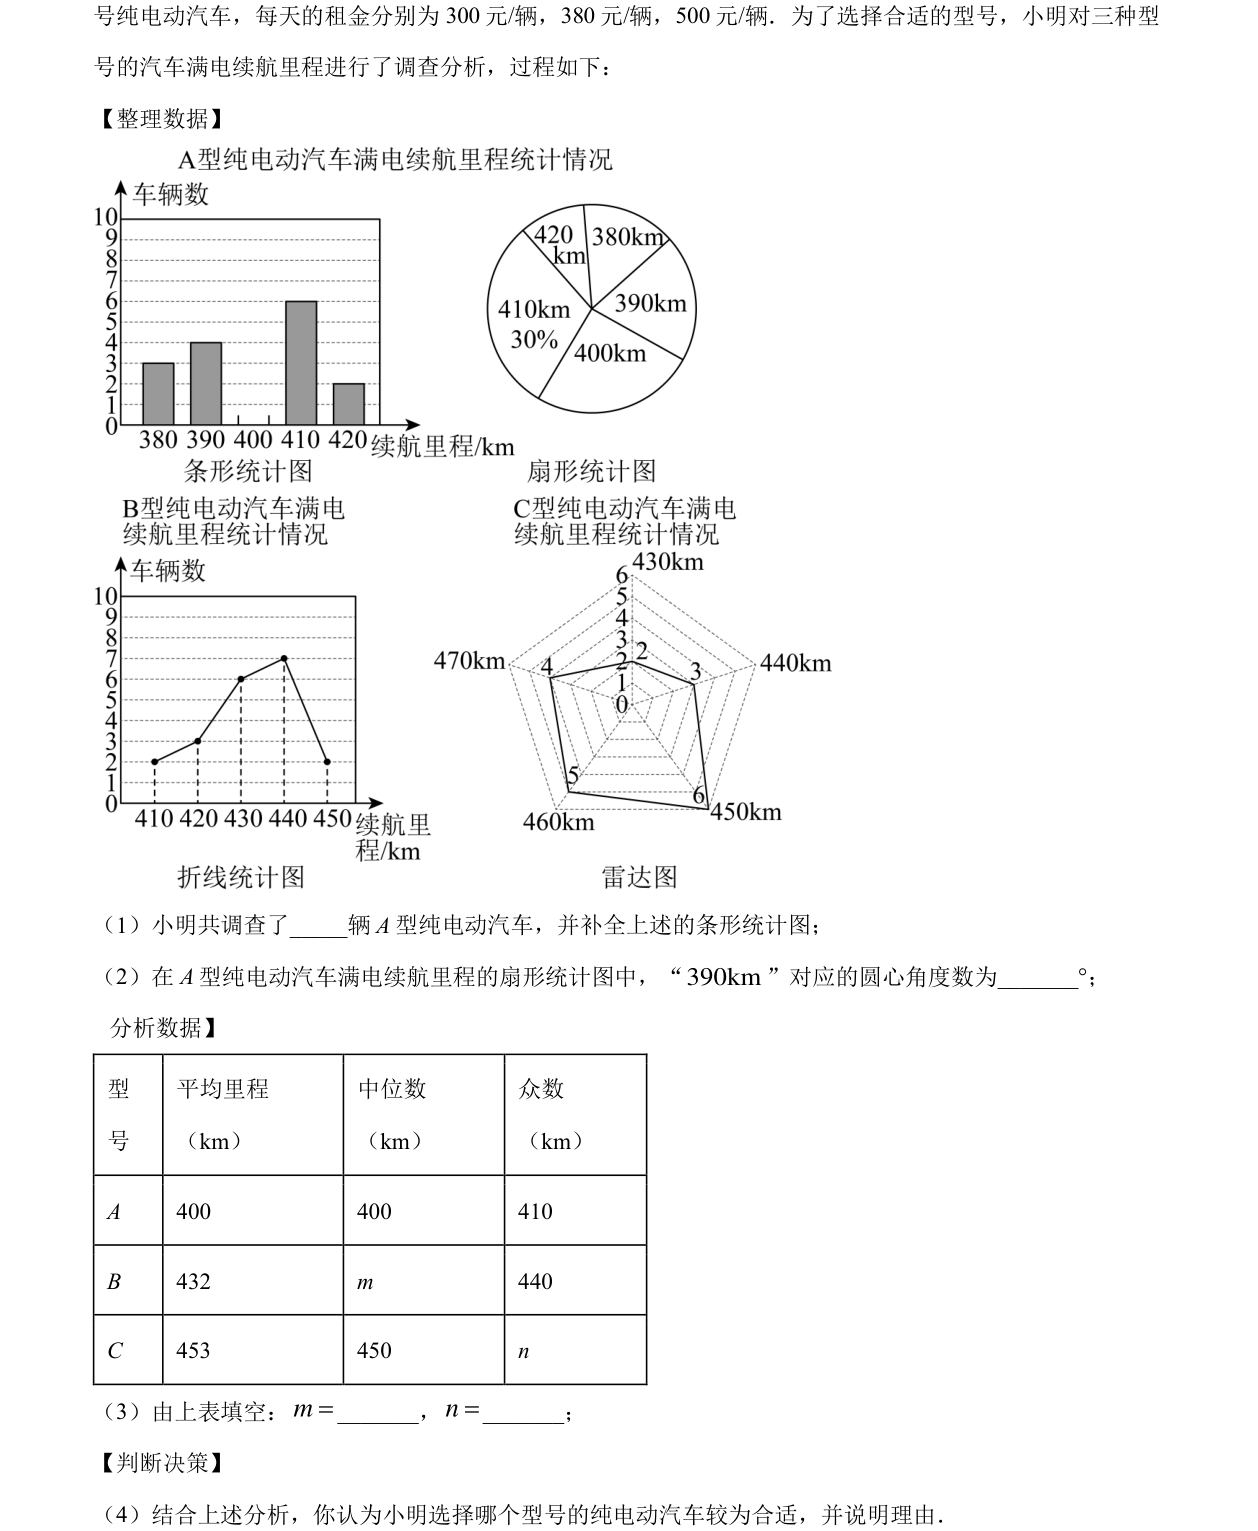 号纯电动汽车，每天的租金分别为 300 元/辆，380 元/辆，500 元/辆．为了选择合适的型号，小明对三种型
号的汽车满电续航里程进行了调查分析，过程如下：
【整理数据】
A型纯电动汽车满电续航里程统计情况
车辆数
10
9
8
7
6
5
4
3
2
1
0
380 390 400 410 420 续航里程/km
条形统计图
420
km
380km
390km
410km
30%
400km
扇形统计图
B型纯电动汽车满电
续航里程统计情况
车辆数
10
9
8
7
6
5
4
3
2
1
0
410 420 430 440 450 续航里
程/km
折线统计图
C型纯电动汽车满电
续航里程统计情况
430km
6
5
4
3
2
1
0
2
3
6
5
4
470km
440km
460km
450km
雷达图
（1）小明共调查了_____辆 A 型纯电动汽车，并补全上述的条形统计图；
（2）在 A 型纯电动汽车满电续航里程的扇形统计图中，“390km”对应的圆心角度数为_______°；
分析数据】
型号 平均里程（km） 中位数（km） 众数（km）
A 400 400 410
B 432 m 440
C 453 450 n
（3）由上表填空：m＝_______，n＝_______；
【判断决策】
（4）结合上述分析，你认为小明选择哪个型号的纯电动汽车较为合适，并说明理由．